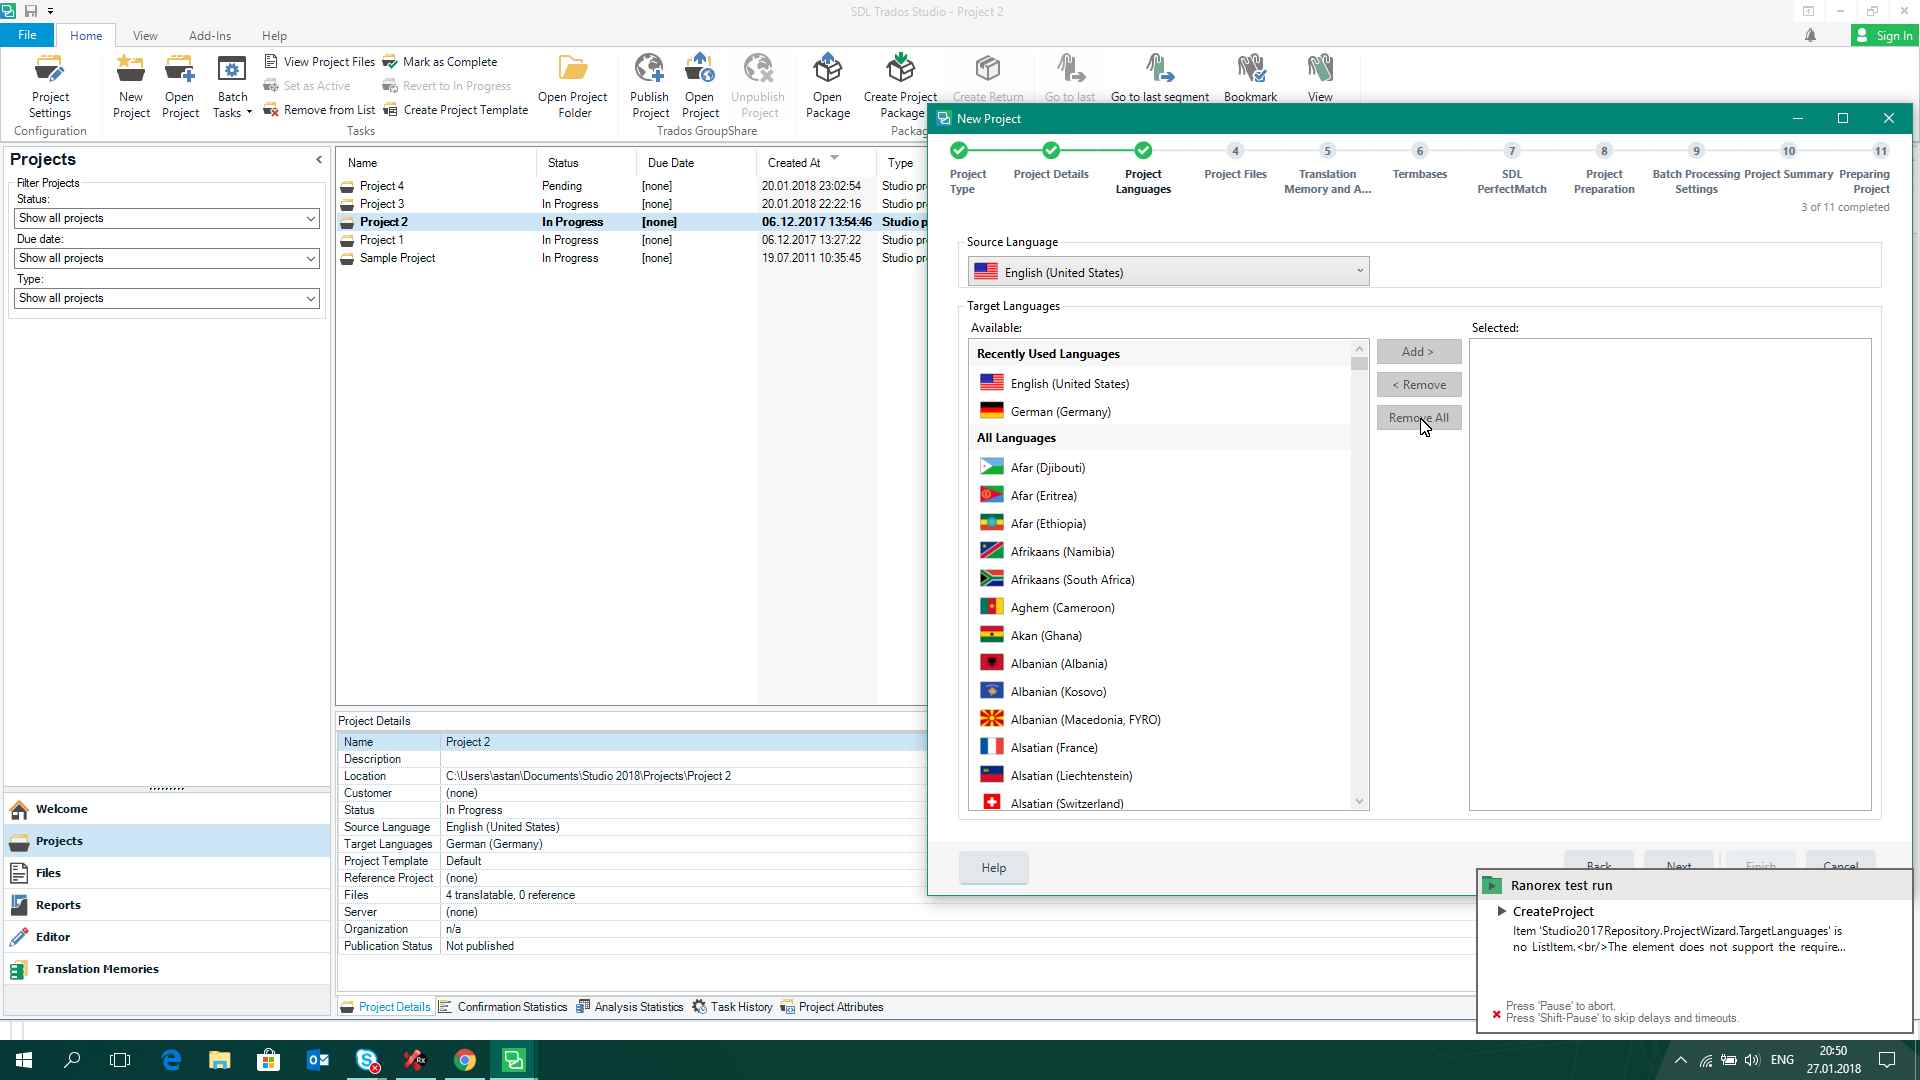 SDL Trados Studio - Project 2
File
Home
View
Add-Ins
Help
Sign In
Project Settings
Configuration
New Project
Open Project
Batch Tasks
View Project Files
Set as Active
Remove from List
Mark as Complete
Revert to In Progress
Create Project Template
Tasks
Open Project Folder
Publish Project
Open Project
Unpublish Project
Trados GroupShare
Open Package
Create Project Package
Create Return
Packag
Go to last
Go to last segment
Bookmark
View
Projects
Filter Projects
Status:
Show all projects
Due date:
Show all projects
Type:
Show all projects
Name Status Due Date Created At Type
Project 4 Pending [none] 20.01.2018 23:02:54 Studio pr
Project 3 In Progress [none] 20.01.2018 22:22:16 Studio pr
Project 2 In Progress [none] 06.12.2017 13:54:46 Studio p
Project 1 In Progress [none] 06.12.2017 13:27:22 Studio pr
Sample Project In Progress [none] 19.07.2011 10:35:45 Studio pr
Welcome
Projects
Files
Reports
Editor
Translation Memories
Project Details
Name Project 2
Description
Location C:\Users\astan\Documents\Studio 2018\Projects\Project 2
Customer (none)
Status In Progress
Source Language English (United States)
Target Languages German (Germany)
Project Template Default
Reference Project (none)
Files 4 translatable, 0 reference
Server (none)
Organization n/a
Publication Status Not published
Project Details
Confirmation Statistics
Analysis Statistics
Task History
Project Attributes
New Project
4 5 6 7 8 9 10 11
Project Type
Project Details
Project Languages
Project Files
Translation Memory and A...
Termbases
SDL PerfectMatch
Project Preparation
Batch Processing Settings
Project Summary
Preparing Project
3 of 11 completed
Source Language
English (United States)
Target Languages
Available:
Selected:
Recently Used Languages
English (United States)
German (Germany)
All Languages
Afar (Djibouti)
Afar (Eritrea)
Afar (Ethiopia)
Afrikaans (Namibia)
Afrikaans (South Africa)
Aghem (Cameroon)
Akan (Ghana)
Albanian (Albania)
Albanian (Kosovo)
Albanian (Macedonia, FYRO)
Alsatian (France)
Alsatian (Liechtenstein)
Alsatian (Switzerland)
Add >
< Remove
Remove All
Help
Back
Next
Finish
Cancel
Ranorex test run
CreateProject
Item 'Studio2017Repository.ProjectWizard.TargetLanguages' is
no ListItem.<br/>The element does not support the require...
Press 'Pause' to abort.
Press 'Shift-Pause' to skip delays and timeouts.
ENG
20:50
27.01.2018